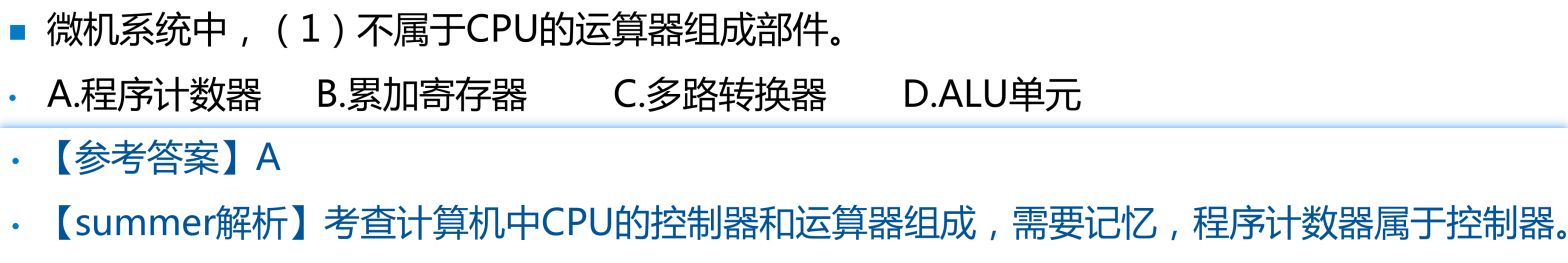 ■ 微机系统中，（1）不属于CPU的运算器组成部件。
• A.程序计数器 B.累加寄存器 C.多路转换器 D.ALU单元
• 【参考答案】A
• 【summer解析】考查计算机中CPU的控制器和运算器组成，需要记忆，程序计数器属于控制器。